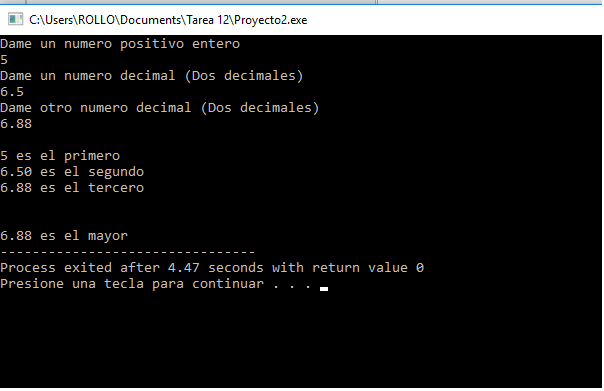 C:\Users\ROLLO\Documents\Tarea 12\Proyecto2.exe
Dame un numero positivo entero
5
Dame un numero decimal (Dos decimales)
6.5
Dame otro numero decimal (Dos decimales)
6.88
5 es el primero
6.50 es el segundo
6.88 es el tercero
6.88 es el mayor
--------------------------------
Process exited after 4.47 seconds with return value 0
Presione una tecla para continuar . . .